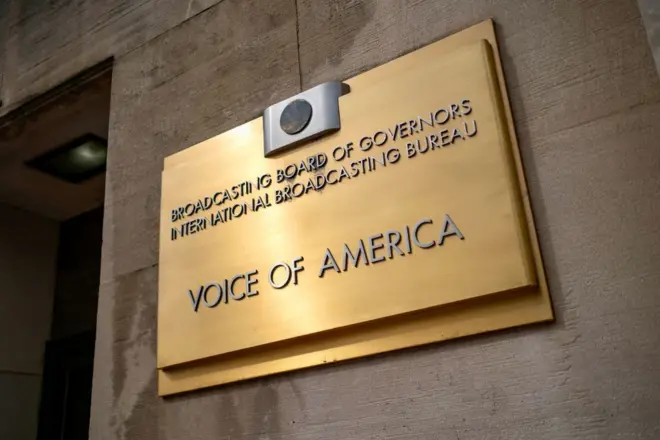 BROADCASTING BOARD OF GOVERNORS
INTERNATIONAL BROADCASTING BUREAU
VOICE OF AMERICA